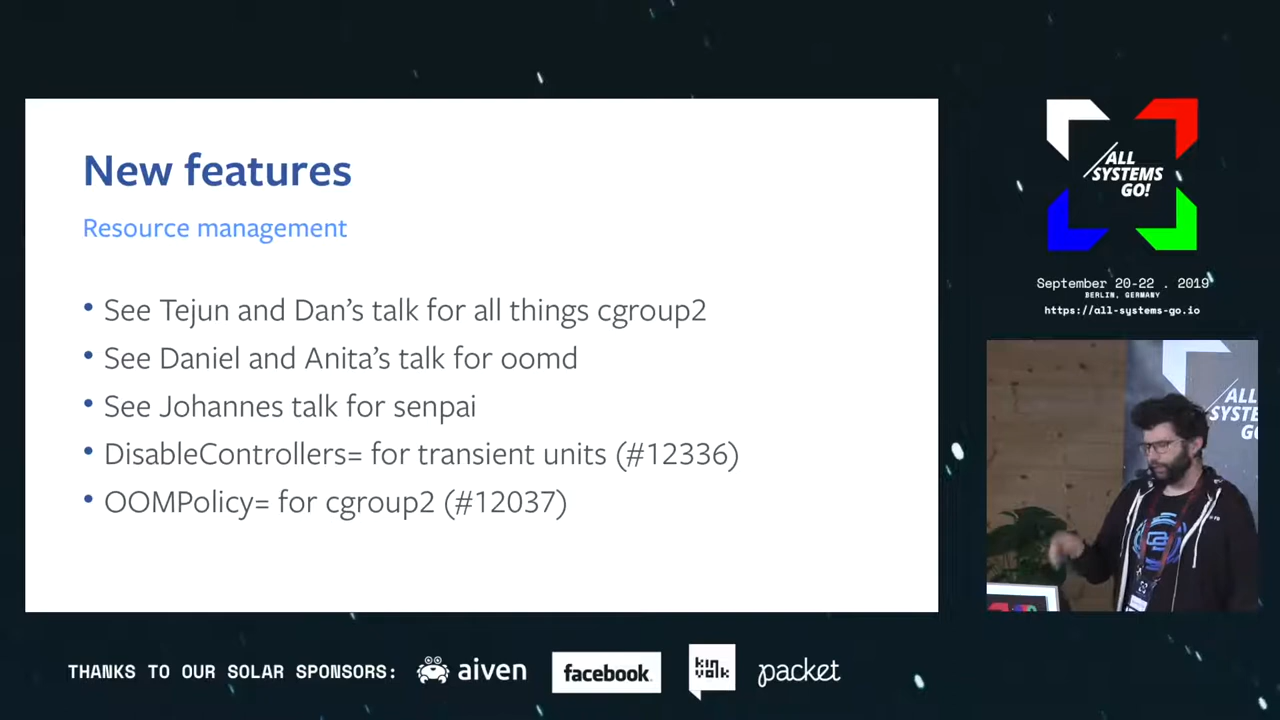 New features
Resource management
• See Tejun and Dan’s talk for all things cgroup2
• See Daniel and Anita’s talk for oomd
• See Johannes talk for senpai
• DisableControllers= for transient units (#12336)
• OOMPolicy= for cgroup2 (#12037)
ALL
SYSTEMS
GO!
September 20-22 . 2019
BERLIN, GERMANY
https://all-systems-go.io
ALL
SYSTE
GO
THANKS TO OUR SOLAR SPONSORS:
aiven
facebook.
kinvolk
packet